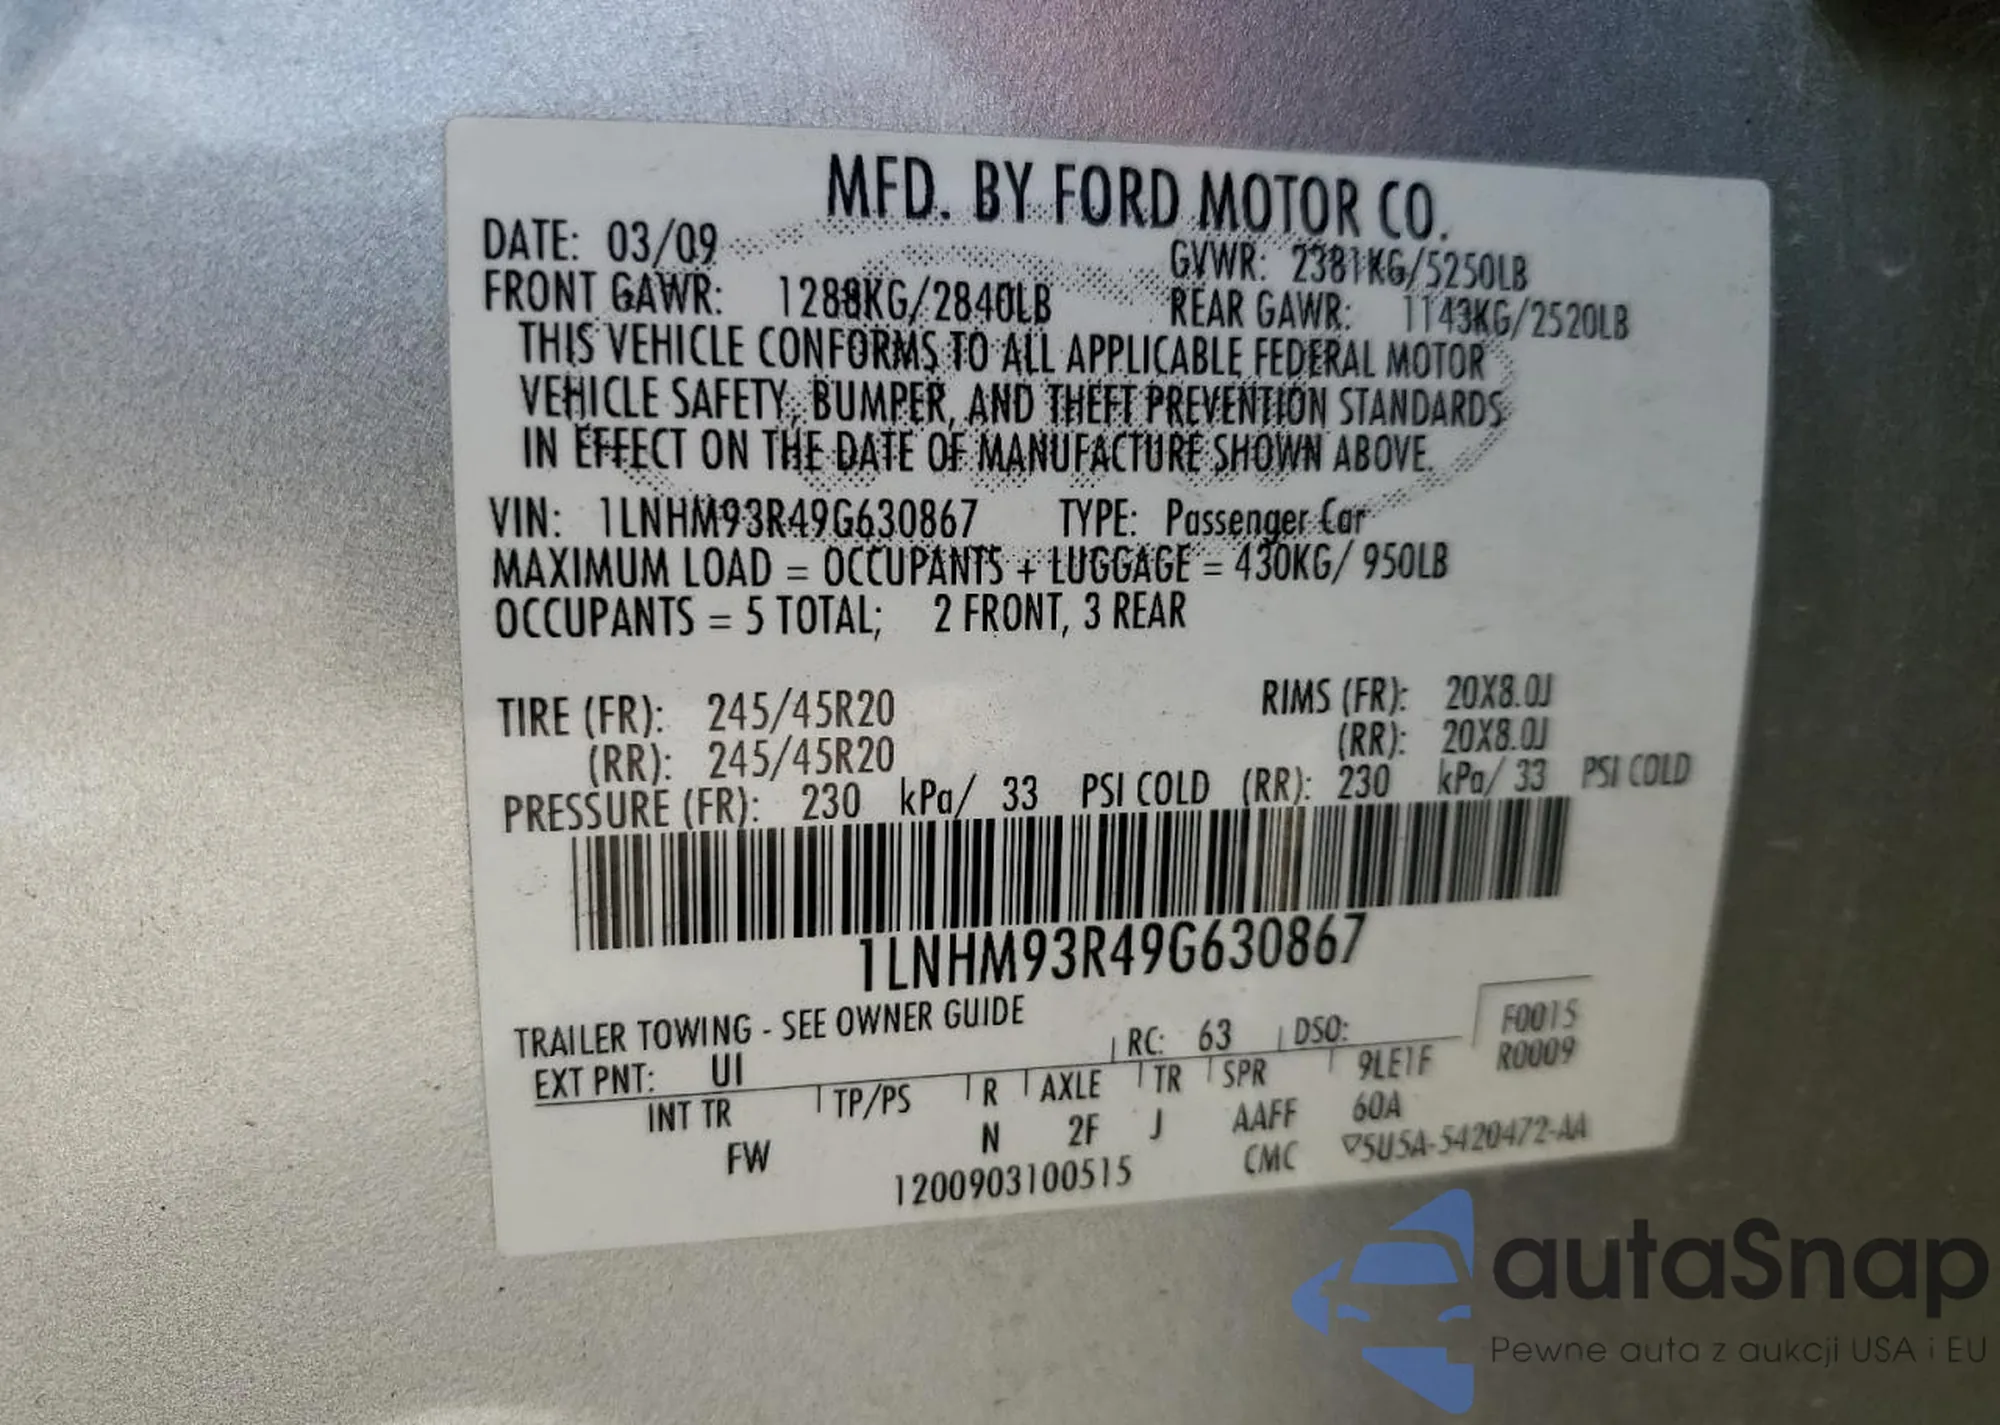 MFD. BY FORD MOTOR CO.
DATE: 03/09 GVWR: 2381KG/5250LB
FRONT GAWR: 1288KG/2840LB REAR GAWR: 1143KG/2520LB
THIS VEHICLE CONFORMS TO ALL APPLICABLE FEDERAL MOTOR
VEHICLE SAFETY, BUMPER, AND THEFT PREVENTION STANDARDS
IN EFFECT ON THE DATE OF MANUFACTURE SHOWN ABOVE.
VIN: 1LNHM93R49G630867 TYPE: Passenger Car
MAXIMUM LOAD = OCCUPANTS + LUGGAGE = 430KG/ 950LB
OCCUPANTS = 5 TOTAL; 2 FRONT, 3 REAR
TIRE (FR): 245/45R20 RIMS (FR): 20X8.0J
(RR): 245/45R20 (RR): 20X8.0J
PRESSURE (FR): 230 kPa/ 33 PSI COLD (RR): 230 kPa/ 33 PSI COLD
1LNHM93R49G630867
TRAILER TOWING - SEE OWNER GUIDE
F0015
EXT PNT: UI RC: 63 DSO: R0009
INT TR TP/PS R AXLE TR SPR 9LE1F
FW N 2F J AAFF 60A
1200903100515 CMC ▽5U5A-5420472-AA
autaSnap
Pewne auta z aukcji USA i EU